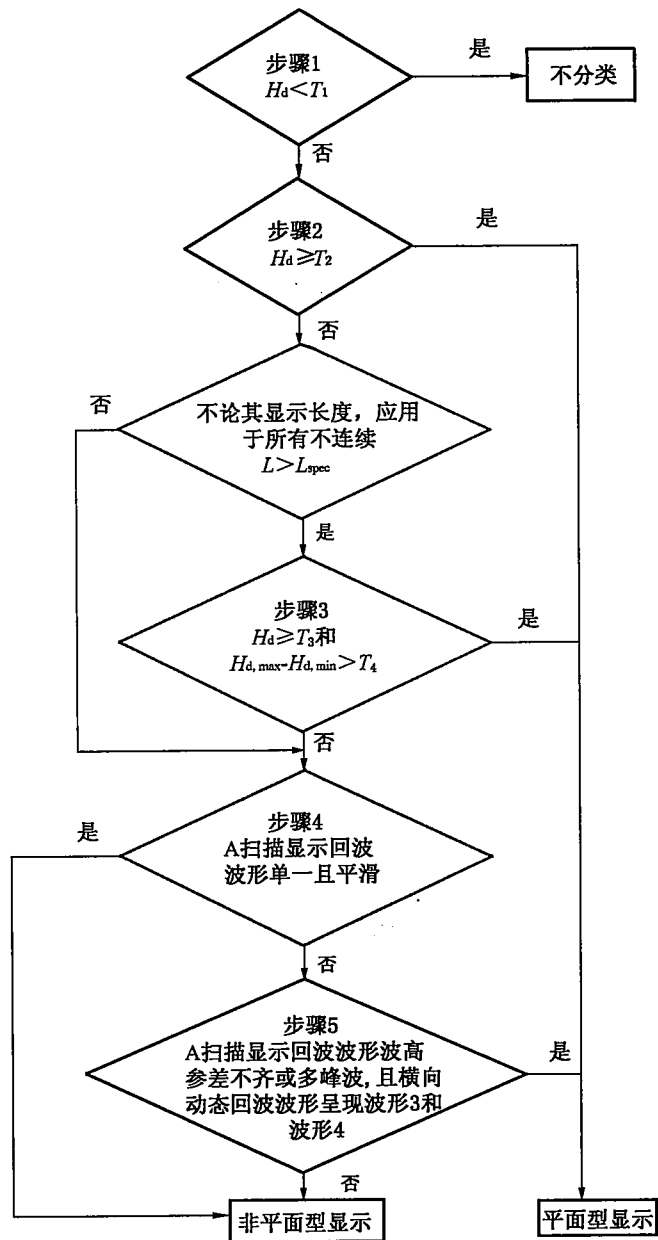 步骤1
Hd<T1
是
不分类
否
步骤2
Hd≥T2
是
否
不论其显示长度，应用
于所有不连续
L>Lspec
否
是
步骤3
Hd≥T3和
Hd,max-Hd,min>T4
是
否
步骤4
A扫描显示回波
波形单一且平滑
是
否
步骤5
A扫描显示回波波形波高
参差不齐或多峰波,且横向
动态回波波形呈现波形3和
波形4
是
否
非平面型显示
平面型显示